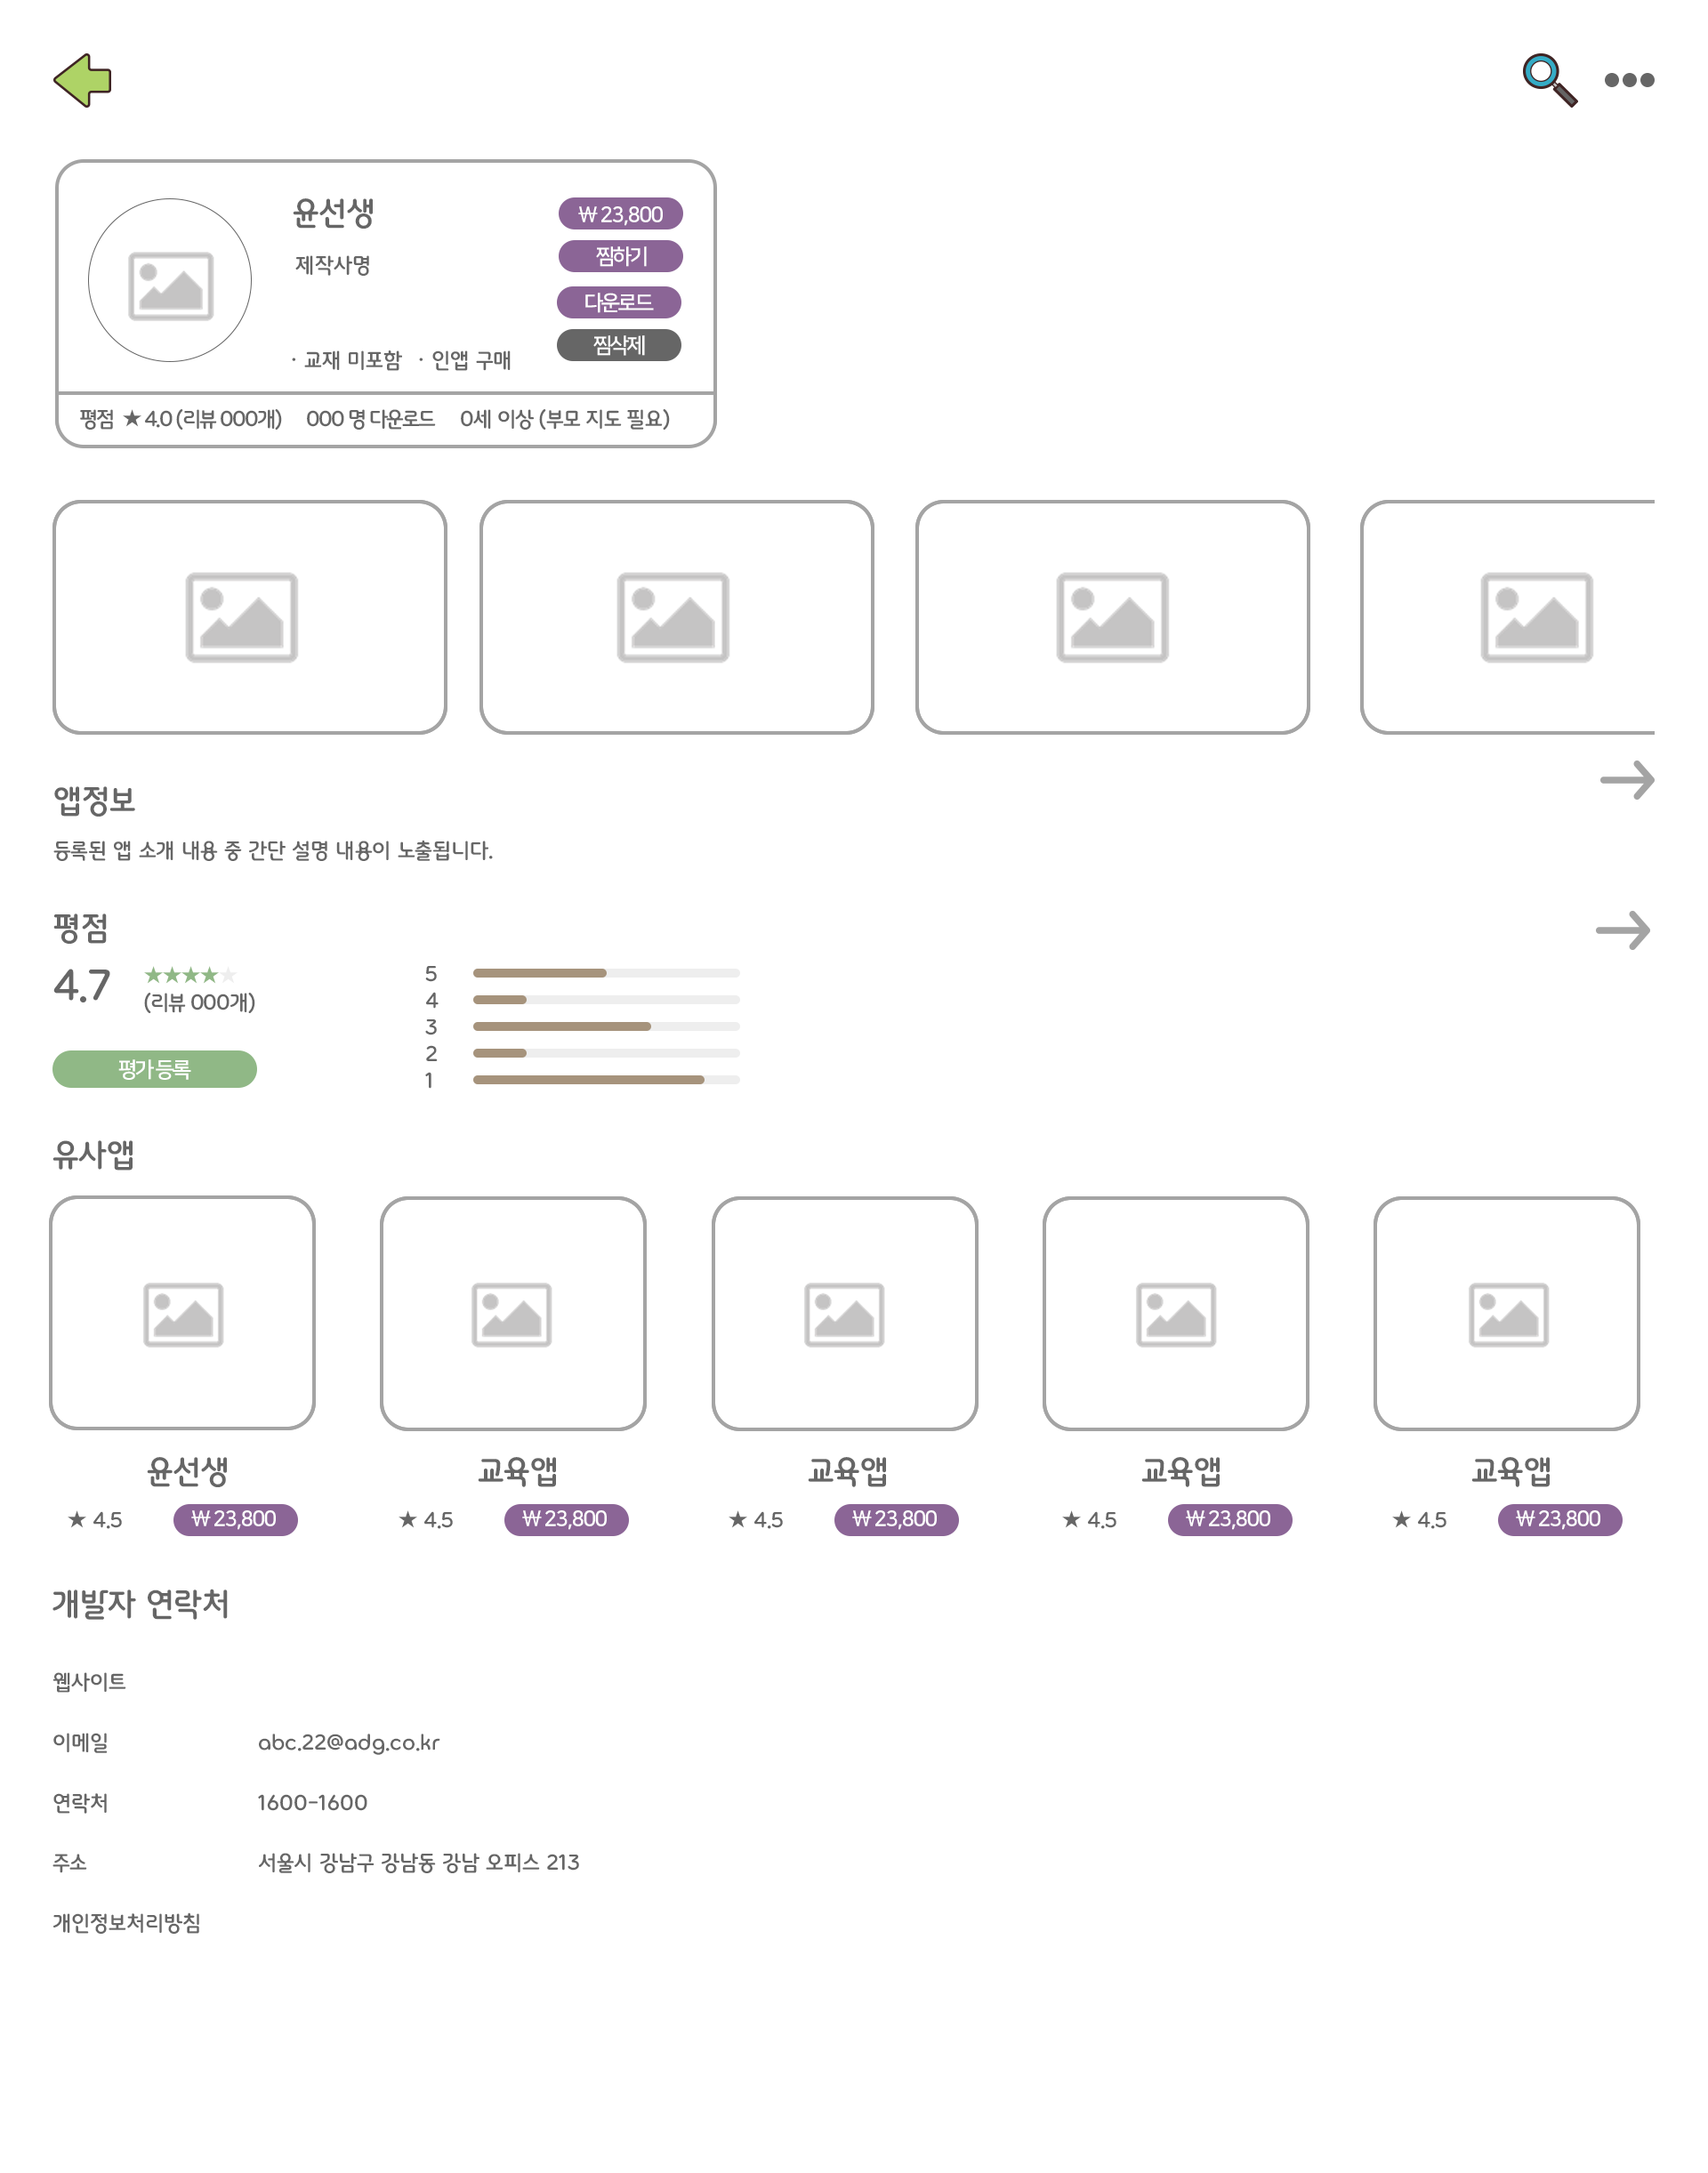 윤선생
₩ 23,800
제작사명
찜하기
다운로드
찜삭제
· 교재 미포함 · 인앱 구매
평점 ★ 4.0 (리뷰 000개) 000 명 다운로드 0세 이상 (부모 지도 필요)
앱정보
등록된 앱 소개 내용 중 간단 설명 내용이 노출됩니다.
평점
4.7 ★★★★★
(리뷰 000개)
평가 등록
5
4
3
2
1
유사앱
윤선생 교육앱 교육앱 교육앱 교육앱
★ 4.5 ₩ 23,800 ★ 4.5 ₩ 23,800 ★ 4.5 ₩ 23,800 ★ 4.5 ₩ 23,800 ★ 4.5 ₩ 23,800
개발자 연락처
웹사이트
이메일 abc.22@adg.co.kr
연락처 1600-1600
주소 서울시 강남구 강남동 강남 오피스 213
개인정보처리방침